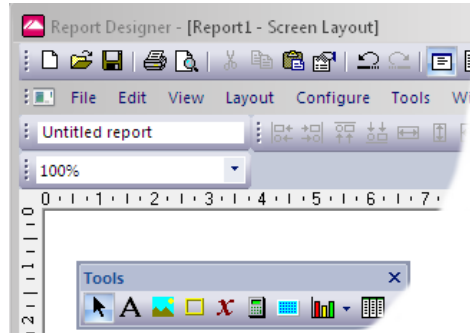 Report Designer - [Report1 - Screen Layout]
File Edit View Layout Configure Tools
Untitled report
100%
0 1 2 3 4 5 6 7
0
1
2
Tools
A x